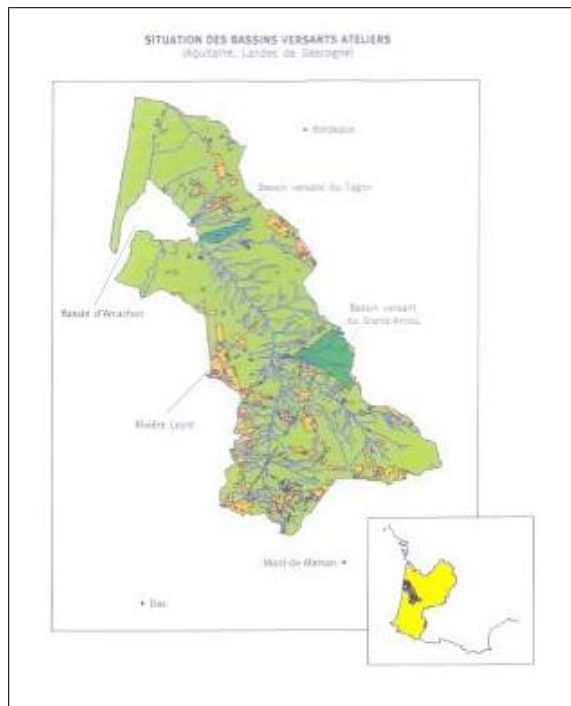 SITUATION DES BASSINS VERSANTS ATELIERS
(Aquitaine, Landes de Gascogne)
Bordeaux
Bassin versant du Tagon
Bassin d'Arcachon
Bassin versant
du Grand-Arriou
Rivière Leyre
Mont-de-Marsan
Dax